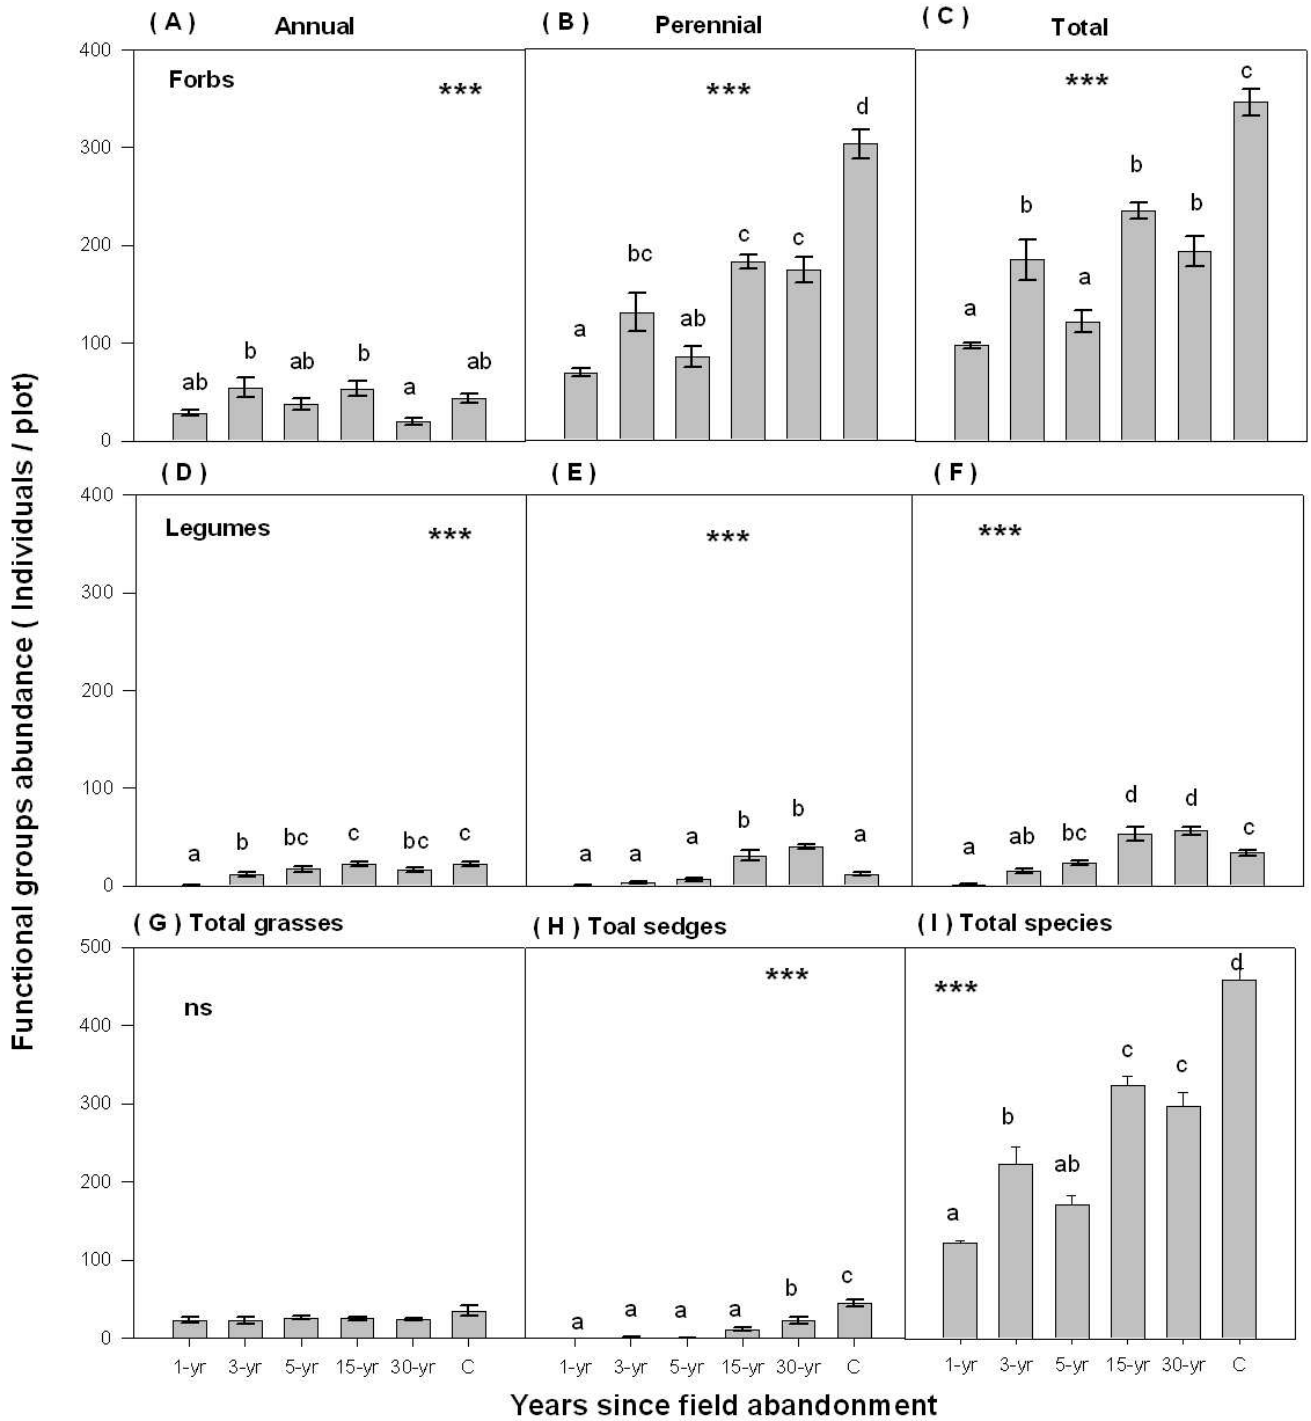 ( A ) Annual ( B ) Perennial ( C ) Total
400 Forbs *** *** ***
300
200
100
0
ab b ab b a ab
a bc ab c c d
a b a b b c
( D ) ( E ) ( F )
400 Legumes *** *** ***
300
200
100
0
a b bc c bc c
a a a b b a
a ab bc d d c
( G ) Total grasses ( H ) Toal sedges ( I ) Total species
500 ns *** ***
400
300
200
100
0
a a a a b c
a b ab c c d
1-yr 3-yr 5-yr 15-yr 30-yr C 1-yr 3-yr 5-yr 15-yr 30-yr C 1-yr 3-yr 5-yr 15-yr 30-yr C
Years since field abandonment
Functional groups abundance ( Individuals / plot)